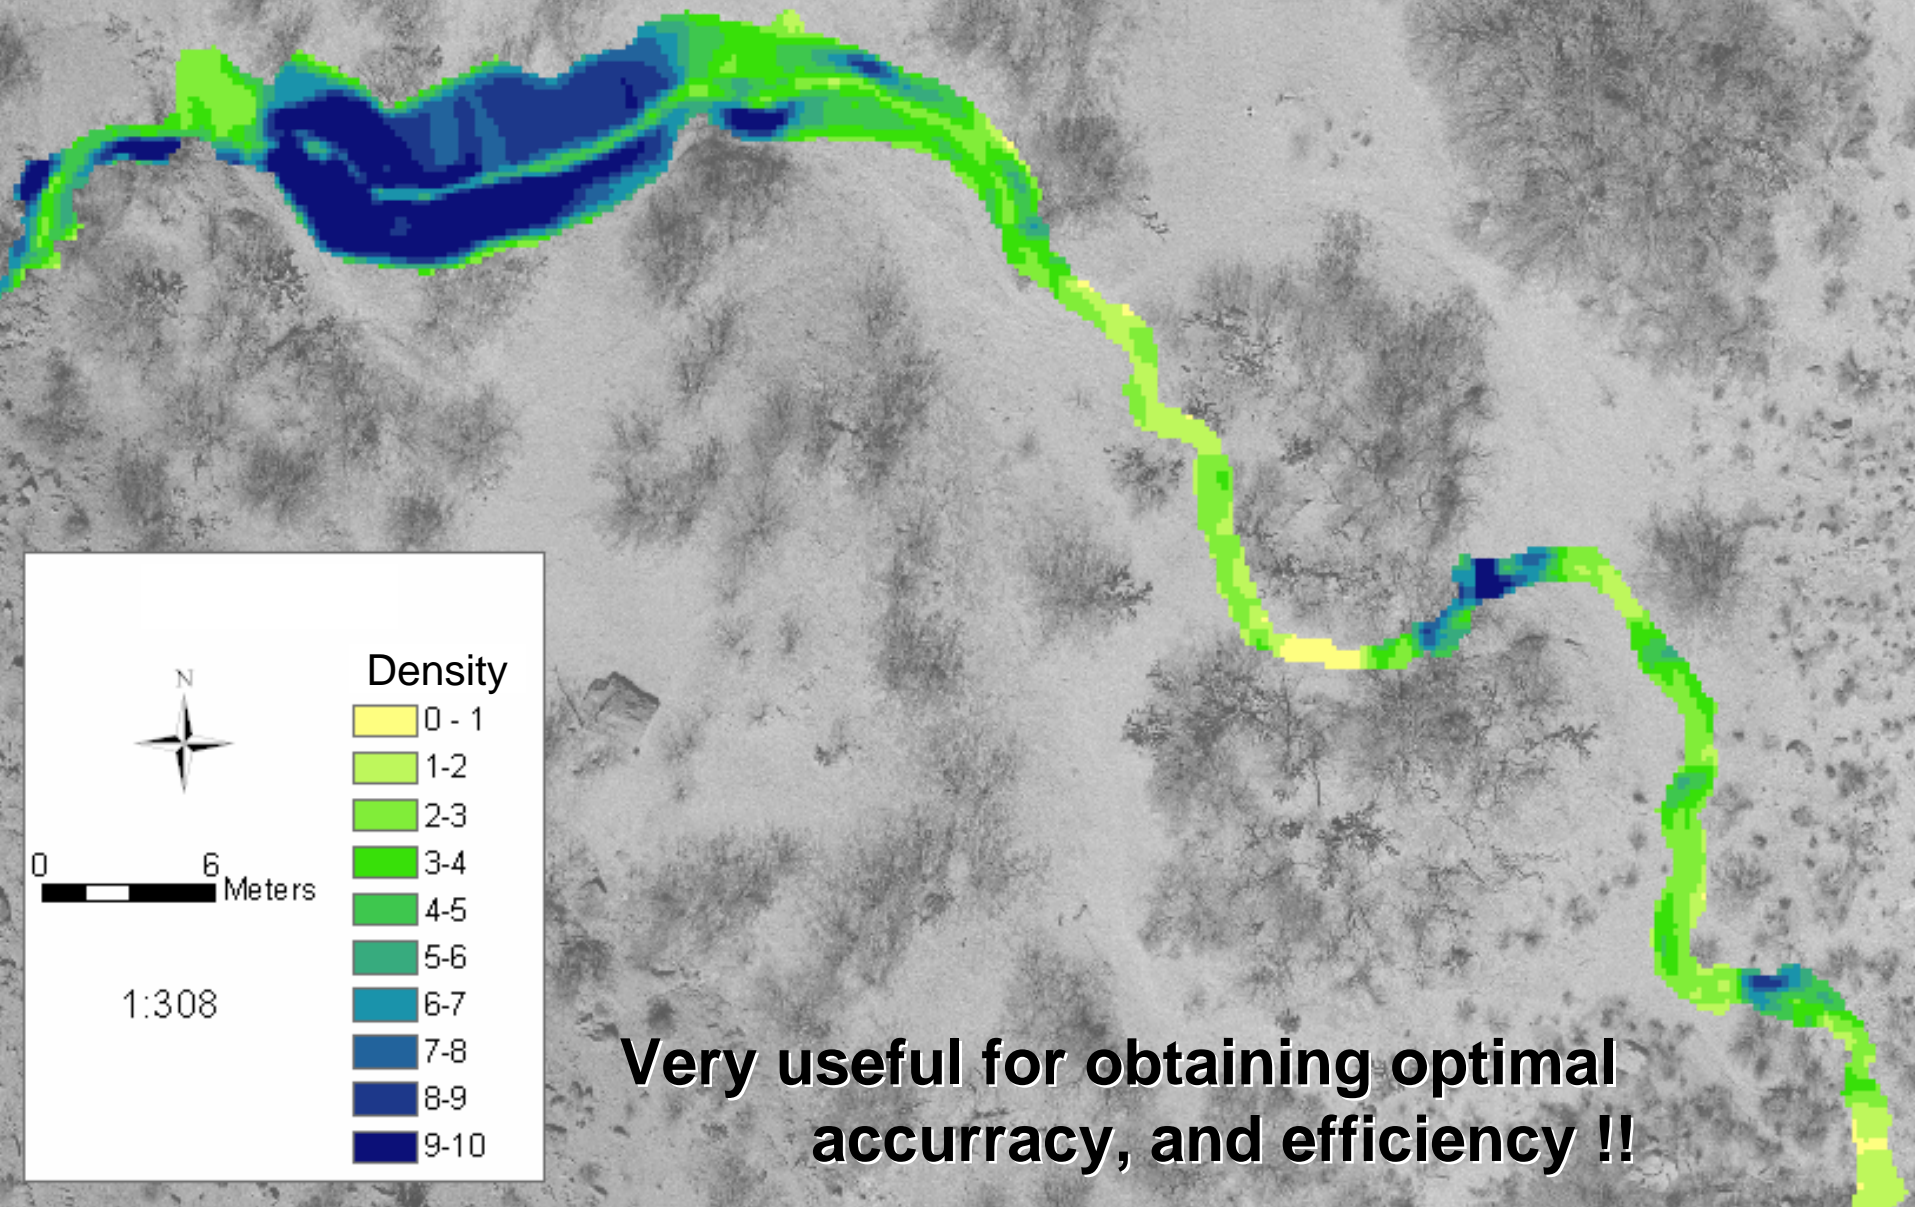 N
Density
0 - 1
1-2
2-3
3-4
4-5
5-6
6-7
7-8
8-9
9-10
0 6
Meters
1:308
Very useful for obtaining optimal
accurracy, and efficiency !!